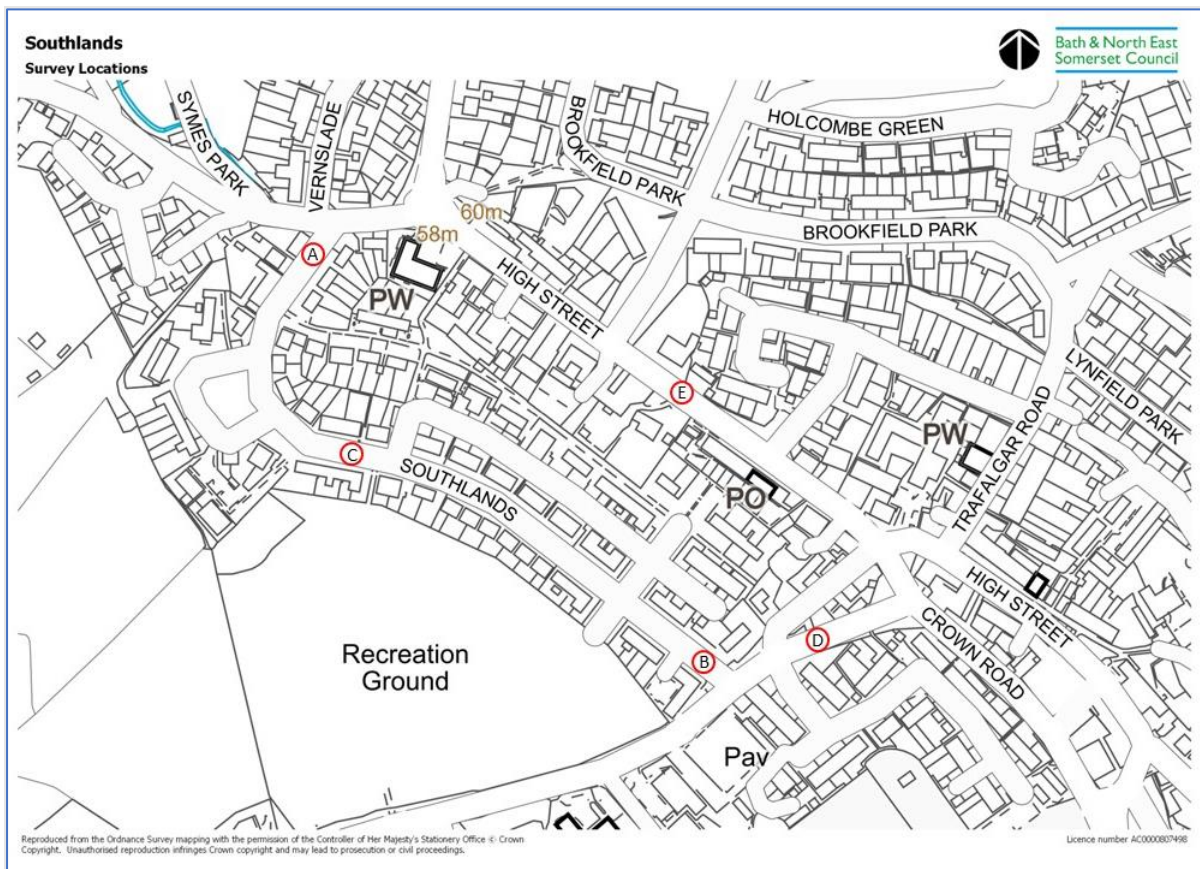 Southlands
Survey Locations
Bath & North East
Somerset Council
SYMES PARK
VERNSLADE
BROOKFIELD PARK
HOLCOMBE GREEN
60m
58m
BROOKFIELD PARK
A
PW
HIGH STREET
E
LYNFIELD PARK
PW
TRAFALGAR ROAD
C
SOUTHLANDS
PO
HIGH STREET
CROWN ROAD
D
B
Recreation
Ground
Pav
Reproduced from the Ordnance Survey mapping with the permission of the Controller of Her Majesty's Stationery Office © Crown
Copyright. Unauthorised reproduction infringes Crown copyright and may lead to prosecution or civil proceedings.
Licence number AC0000807498